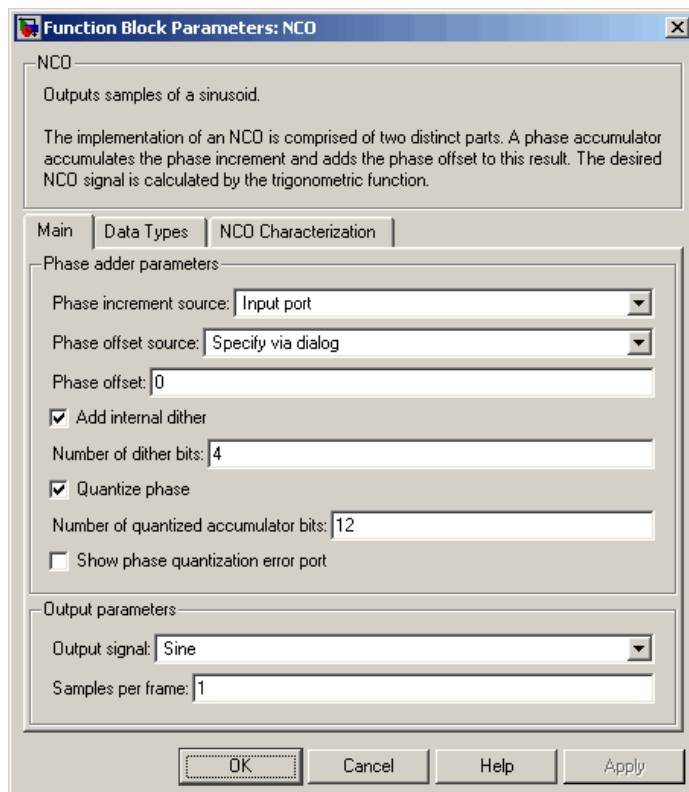 Function Block Parameters: NCO
NCO
Outputs samples of a sinusoid.
The implementation of an NCO is comprised of two distinct parts. A phase accumulator
accumulates the phase increment and adds the phase offset to this result. The desired
NCO signal is calculated by the trigonometric function.
Main Data Types NCO Characterization
Phase adder parameters
Phase increment source: Input port
Phase offset source: Specify via dialog
Phase offset: 0
Add internal dither
Number of dither bits: 4
Quantize phase
Number of quantized accumulator bits: 12
Show phase quantization error port
Output parameters
Output signal: Sine
Samples per frame: 1
OK Cancel Help Apply